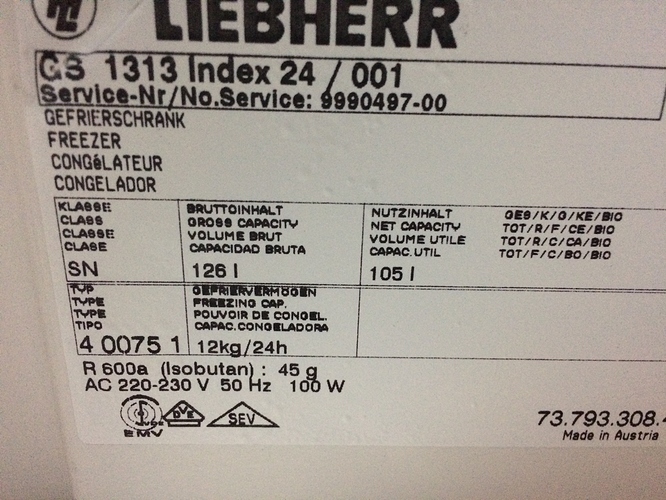 LIEBHERR
GS 1313 Index 24 / 001
Service-Nr/No.Service: 9990497-00
GEFRIERSCHRANK
FREEZER
CONGéLATEUR
CONGELADOR
KLASSE BRUTTOINHALT NUTZINHALT GES/K/G/KE/BIO
CLASS GROSS CAPACITY NET CAPACITY TOT/R/F/CE/BIO
CLASSE VOLUME BRUT VOLUME UTILE TOT/R/C/CA/BIO
CLASE CAPACIDAD BRUTA CAPAC.UTIL TOT/F/C/BO/BIO
SN 126 l 105 l
TYP GEFRIERVERMÖGEN
TYPE FREEZING CAP.
TYPE POUVOIR DE CONGEL.
TIPO CAPAC.CONGELADORA
4 0075 1 12kg/24h
R 600a (Isobutan) : 45 g
AC 220-230 V 50 Hz 100 W
DVE SEV
EMV
73.793.308.
Made in Austria